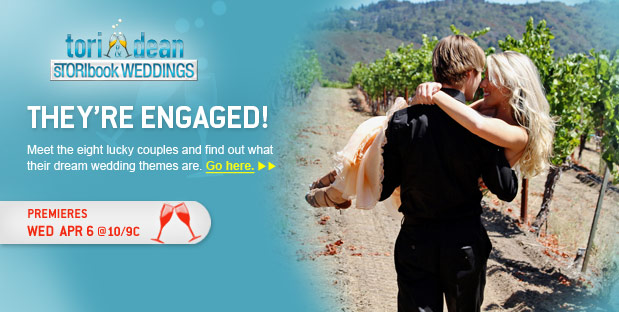 tori & dean
sTORIbook WEDDINGS
THEY'RE ENGAGED!
Meet the eight lucky couples and find out what
their dream wedding themes are. Go here.
PREMIERES
WED APR 6 @10/9C